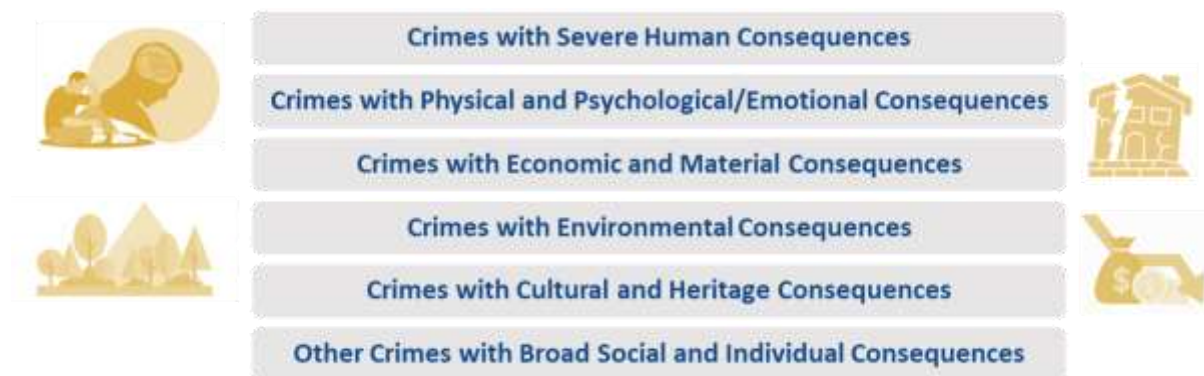 Crimes with Severe Human Consequences
Crimes with Physical and Psychological/Emotional Consequences
Crimes with Economic and Material Consequences
Crimes with Environmental Consequences
Crimes with Cultural and Heritage Consequences
Other Crimes with Broad Social and Individual Consequences
$